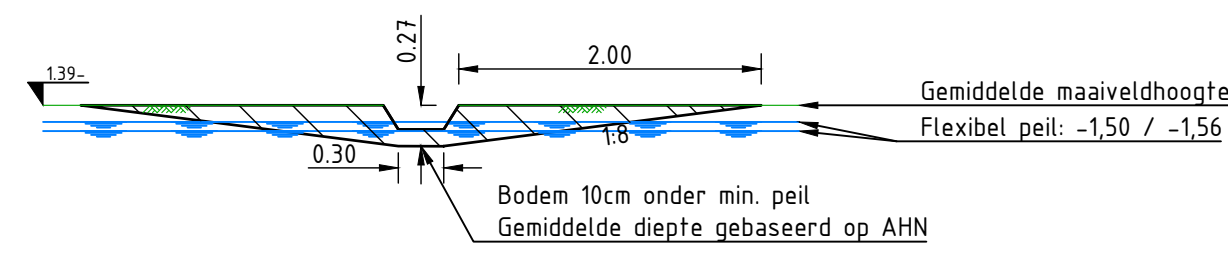 0.27
2.00
1.39-
Gemiddelde maaiveldhoogte
Flexibel peil: -1,50 / -1,56
1:8
0.30
Bodem 10cm onder min. peil
Gemiddelde diepte gebaseerd op AHN